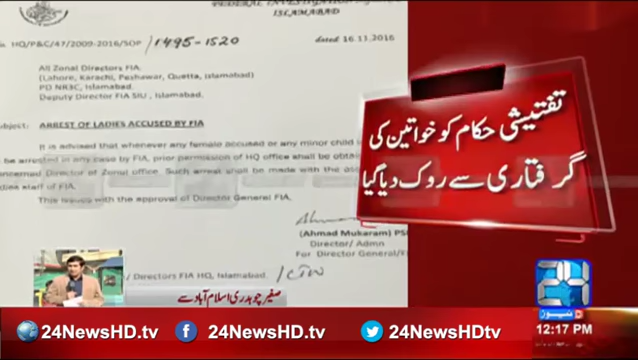 FEDERAL INVESTIGATION
ISLAMABAD
No. HQ/P&C/47/2009-2016/SOP/1495-1520
dated 16.11.2016
All Zonal Directors FIA.
(Lahore, Karachi, Peshawar, Quetta, Islamabad)
PD NR3C, Islamabad.
Deputy Director FIA SIU, Islamabad.
Subject: ARREST OF LADIES ACCUSED BY FIA
It is advised that whenever any female accused or any minor child
be arrested in any case by FIA, prior permission of HQ office shall be
concerned Director of Zonal office. Such arrest shall be made with the
ladies staff of FIA.
This issues with the approval of Director General FIA.
(Ahmad Mukaram) PS
Director/ Admn
For Director General/F
Directors FIA HQ, Islamabad.
تفتیشی حکام کو خواتین کی
گرفتاری سے روک دیا گیا
صغیر چوہدری اسلام آباد سے
24
نیوز
12:17 PM
24NewsHD.tv
24NewsHD.tv
24NewsHDtv